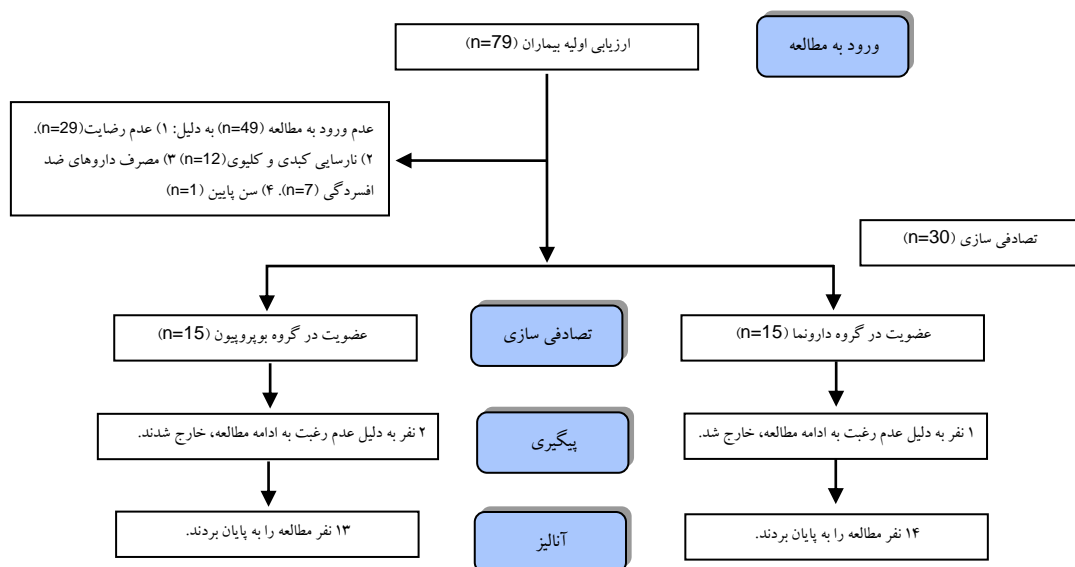 ارزیابی اولیه بیماران (n=79)
ورود به مطالعه
عدم ورود به مطالعه (n=49) به دلیل: ۱) عدم رضایت(n=29).
۲) نارسایی کبدی و کلیوی(n=12) ۳) مصرف داروهای ضد
افسردگی (n=7). ۴) سن پایین (n=1)
تصادفی سازی (n=30)
عضویت در گروه دارونما (n=15)
تصادفی سازی
عضویت در گروه بوپروپیون (n=15)
۱ نفر به دلیل عدم رغبت به ادامه مطالعه، خارج شد.
پیگیری
۲ نفر به دلیل عدم رغبت به ادامه مطالعه، خارج شدند.
۱۴ نفر مطالعه را به پایان بردند.
آنالیز
۱۳ نفر مطالعه را به پایان بردند.